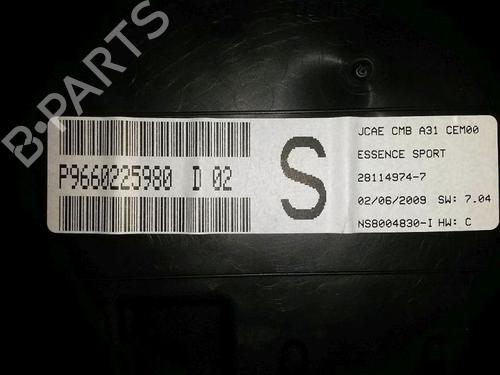 B-PARTS
P9660225980 D 02
S
JCAE CMB A31 CEM00
ESSENCE SPORT
28114974-7
02/06/2009 SW: 7.04
NS8004830-I HW: C